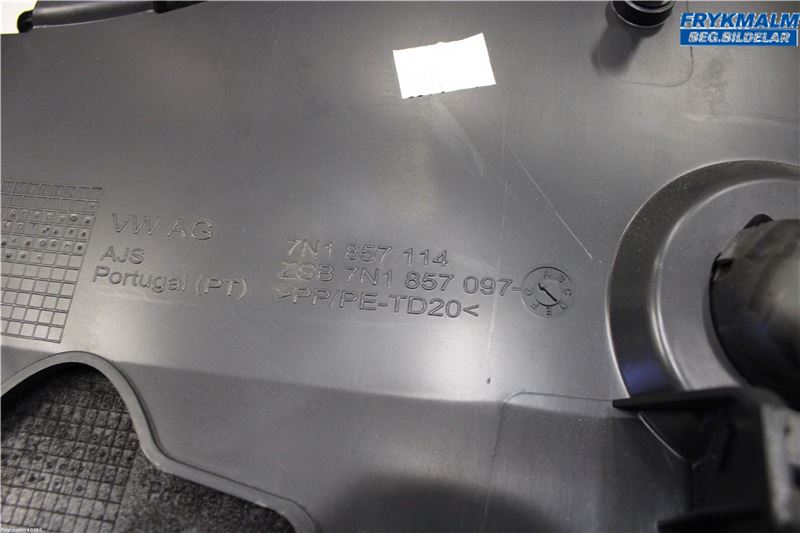 FRYKMALM
BEG.BILDELAR
VW AG
AJS
Portugal (PT)
7N1 857 114
ZSB 7N1 857 097-
>PP/PE-TD20<